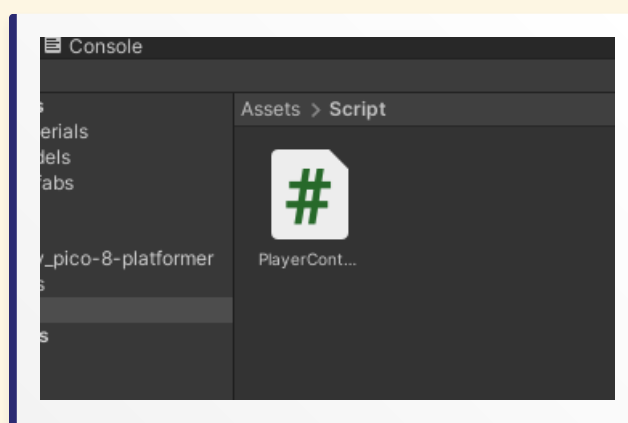 Console
Assets > Script
s
erials
dels
fabs
_pico-8-platformer
s
s
#
PlayerCont...